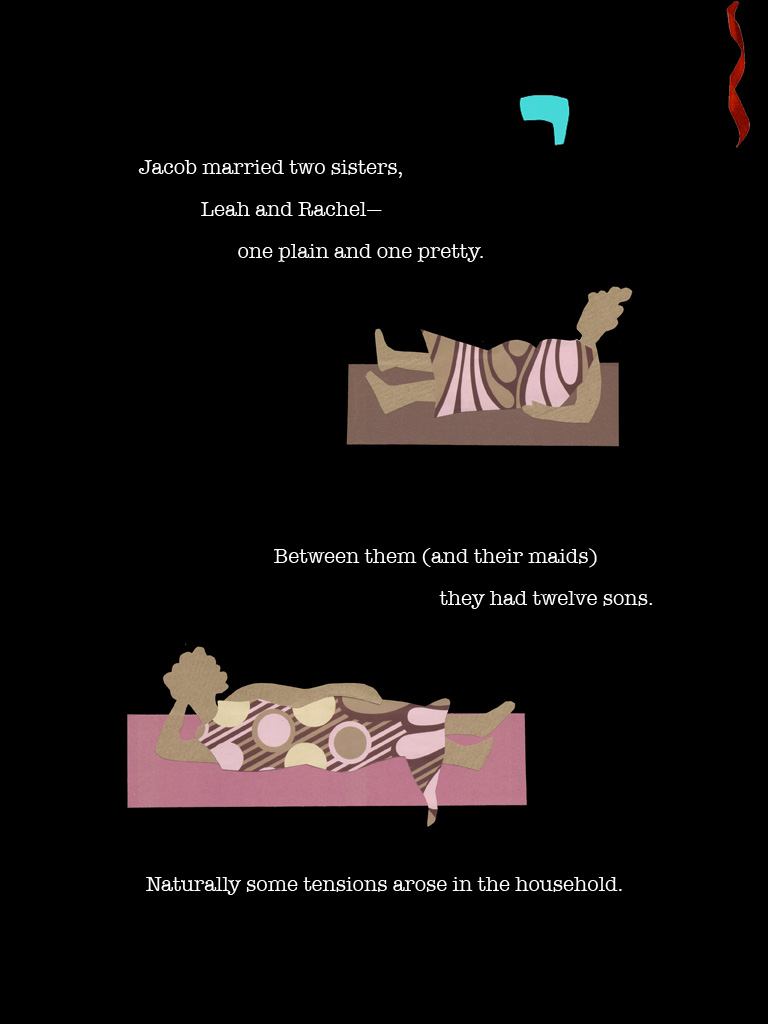 Jacob married two sisters,
Leah and Rachel—
one plain and one pretty.
Between them (and their maids)
they had twelve sons.
Naturally some tensions arose in the household.